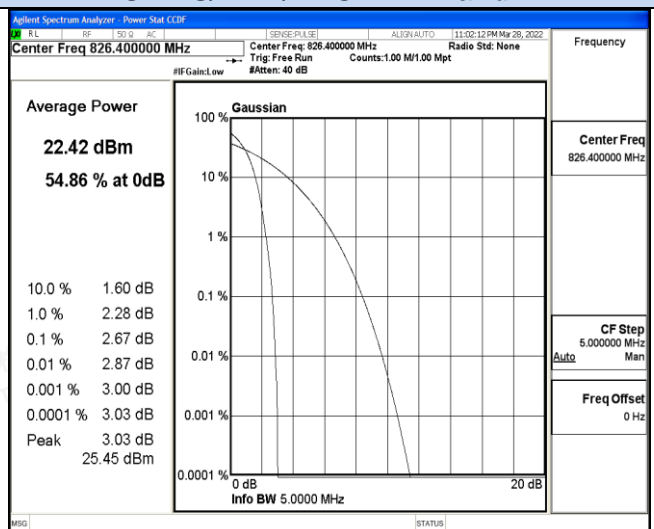 Agilent Spectrum Analyzer - Power Stat CCDF
RL RF 50 Ω AC SENSE:PULSE ALIGN AUTO 11:02:12 PM Mar 28, 2022
Center Freq 826.400000 MHz
Center Freq: 826.400000 MHz Radio Std: None
Trig: Free Run Counts:1.00 M/1.00 Mpt
#IFGain:Low #Atten: 40 dB
Frequency
Average Power
22.42 dBm
54.86 % at 0dB
10.0 % 1.60 dB
1.0 % 2.28 dB
0.1 % 2.67 dB
0.01 % 2.87 dB
0.001 % 3.00 dB
0.0001 % 3.03 dB
Peak 3.03 dB
25.45 dBm
Gaussian
100 %
10 %
1 %
0.1 %
0.01 %
0.001 %
0.0001 %
0 dB 20 dB
Info BW 5.0000 MHz
Center Freq
826.400000 MHz
CF Step
5.000000 MHz
Auto Man
Freq Offset
0 Hz
MSG STATUS